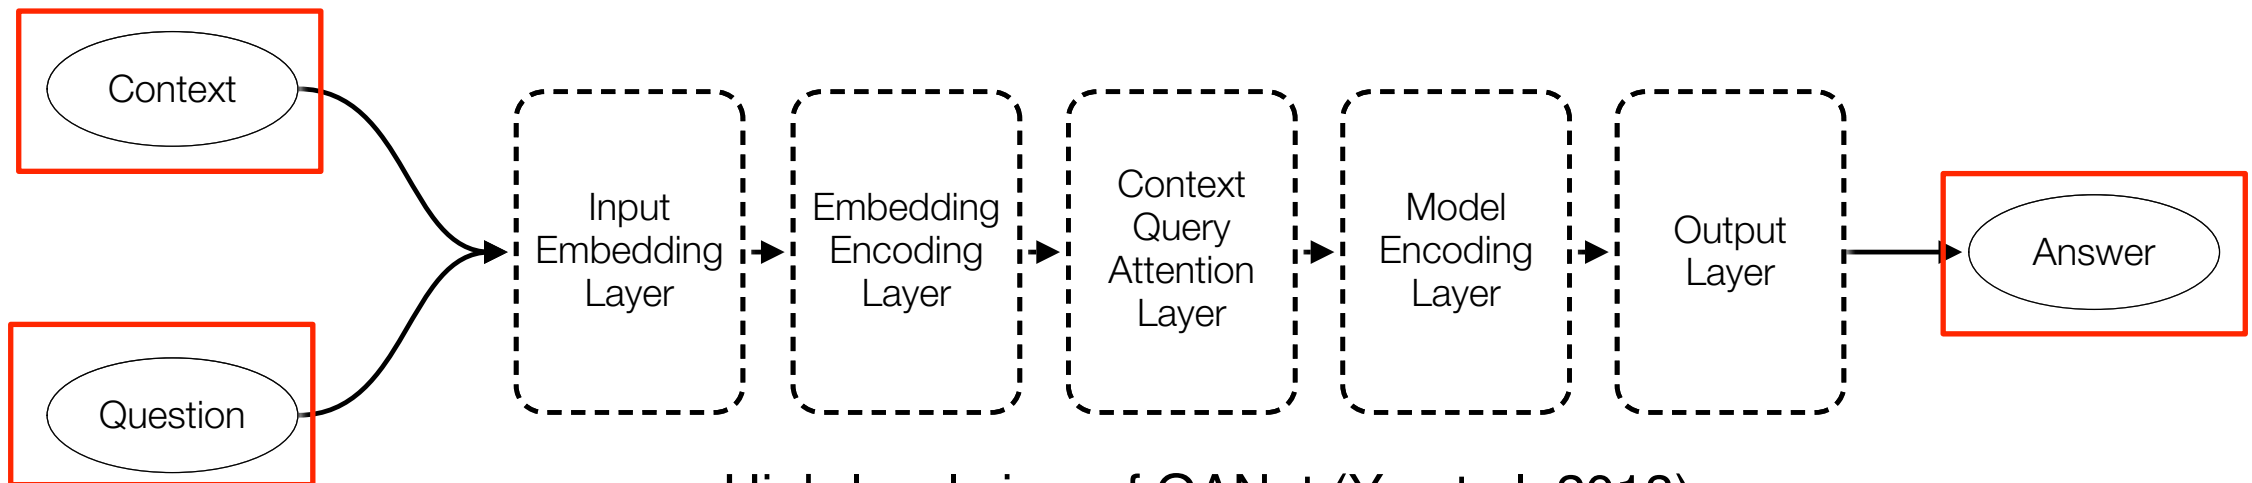 Context
Question
Input
Embedding
Layer
Embedding
Encoding
Layer
Context
Query
Attention
Layer
Model
Encoding
Layer
Output
Layer
Answer